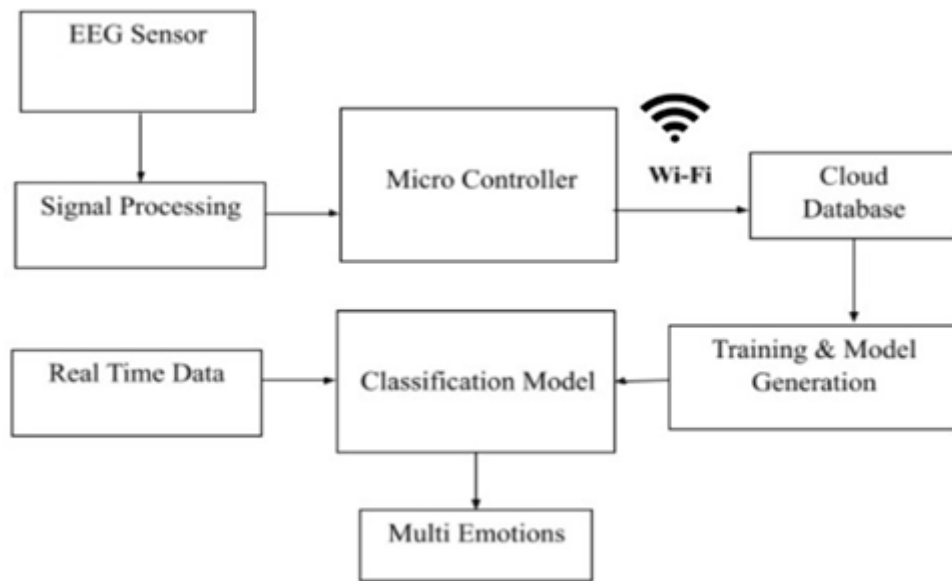 EEG Sensor
Signal Processing
Micro Controller
Wi-Fi
Cloud
Database
Real Time Data
Classification Model
Training & Model
Generation
Multi Emotions